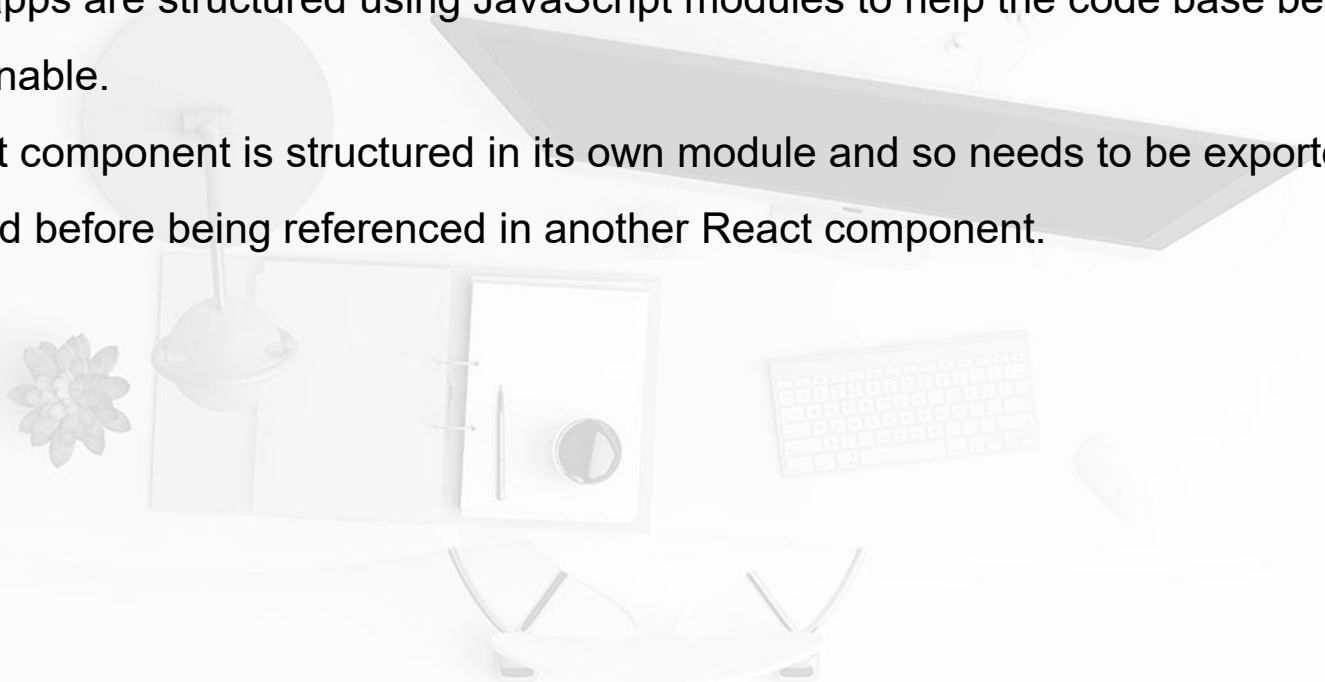 apps are structured using JavaScript modules to help the code base be
nable.
t component is structured in its own module and so needs to be exporte
d before being referenced in another React component.